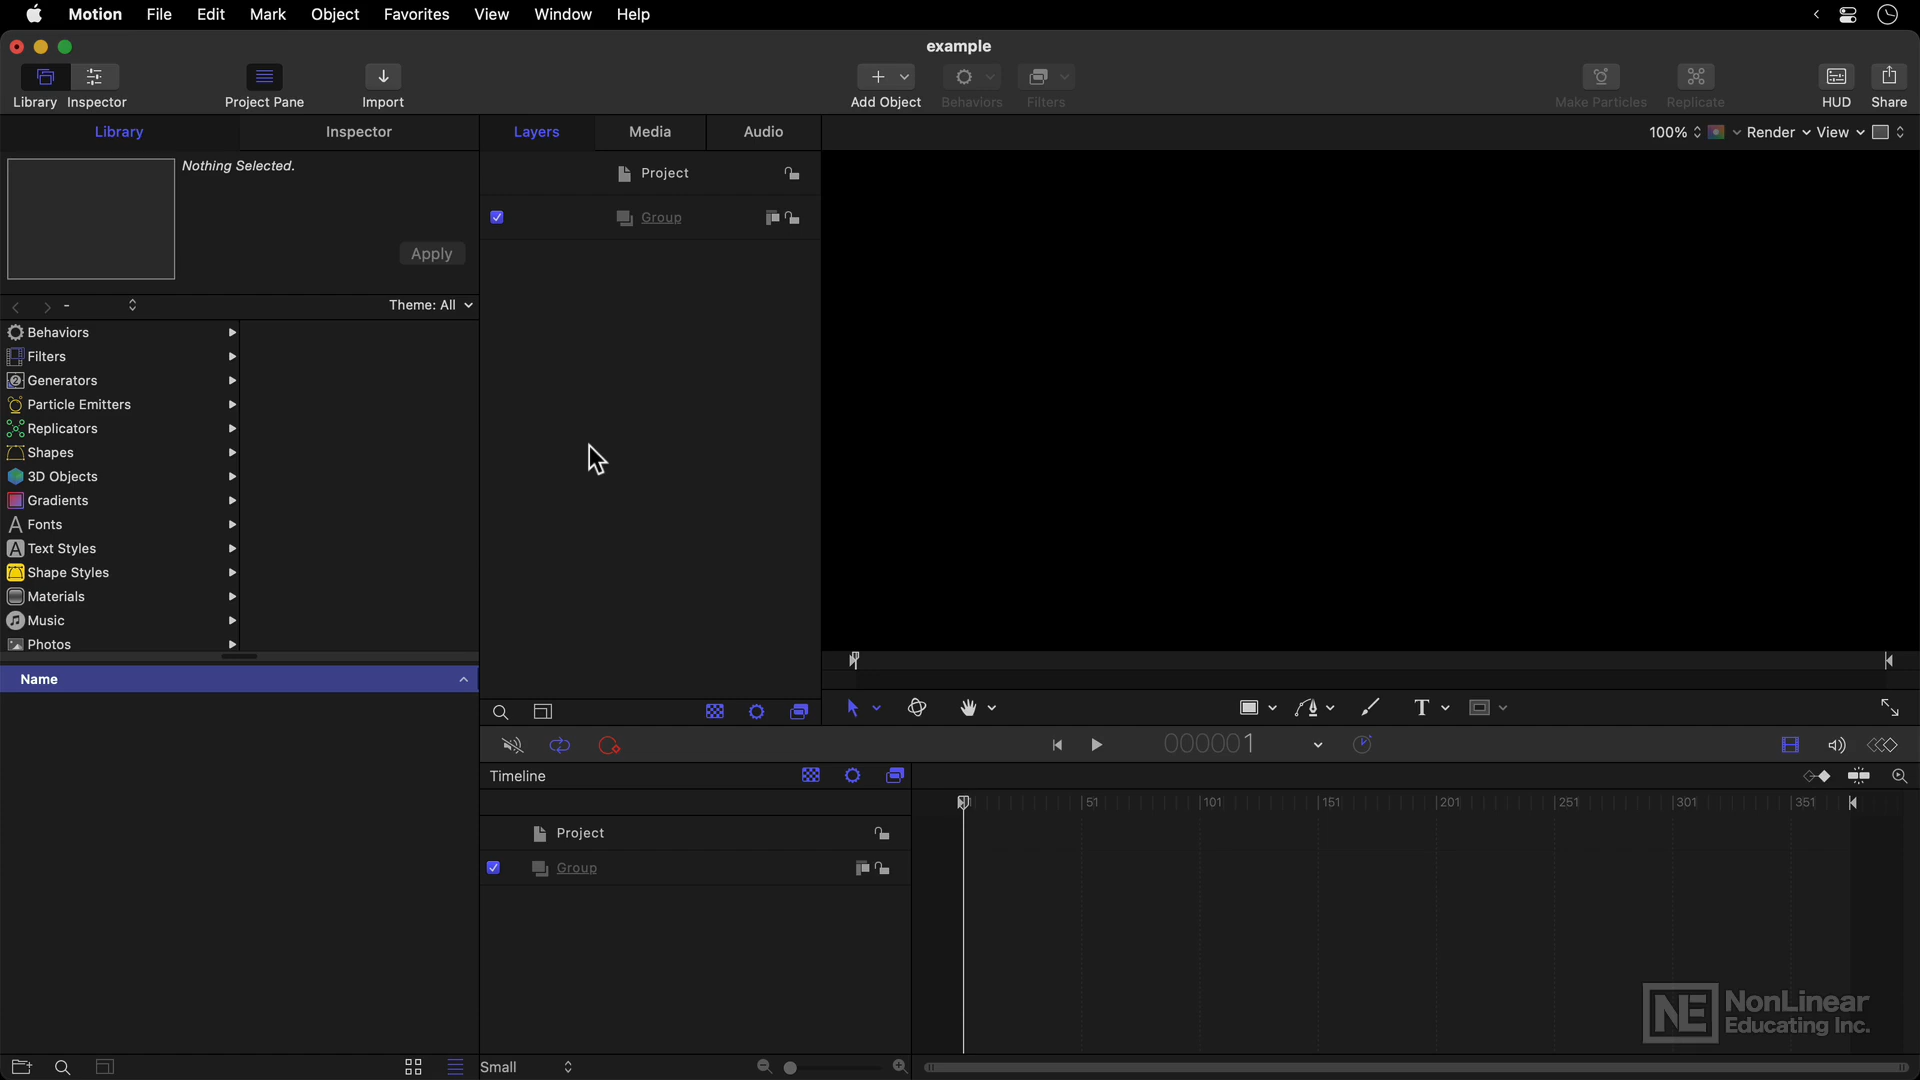 Motion File Edit Mark Object Favorites View Window Help
example
Library Inspector Project Pane Import Add Object Behaviors Filters Make Particles Replicate HUD Share
Library Inspector Layers Media Audio 100% Render View
Nothing Selected.
Project
Group
Apply
- Theme: All
Behaviors
Filters
Generators
Particle Emitters
Replicators
Shapes
3D Objects
Gradients
A Fonts
A Text Styles
Shape Styles
Materials
Music
Photos
Name
T
000001
Timeline
51 101 151 201 251 301 351
Project
Group
NE NonLinear
Educating Inc.
Small